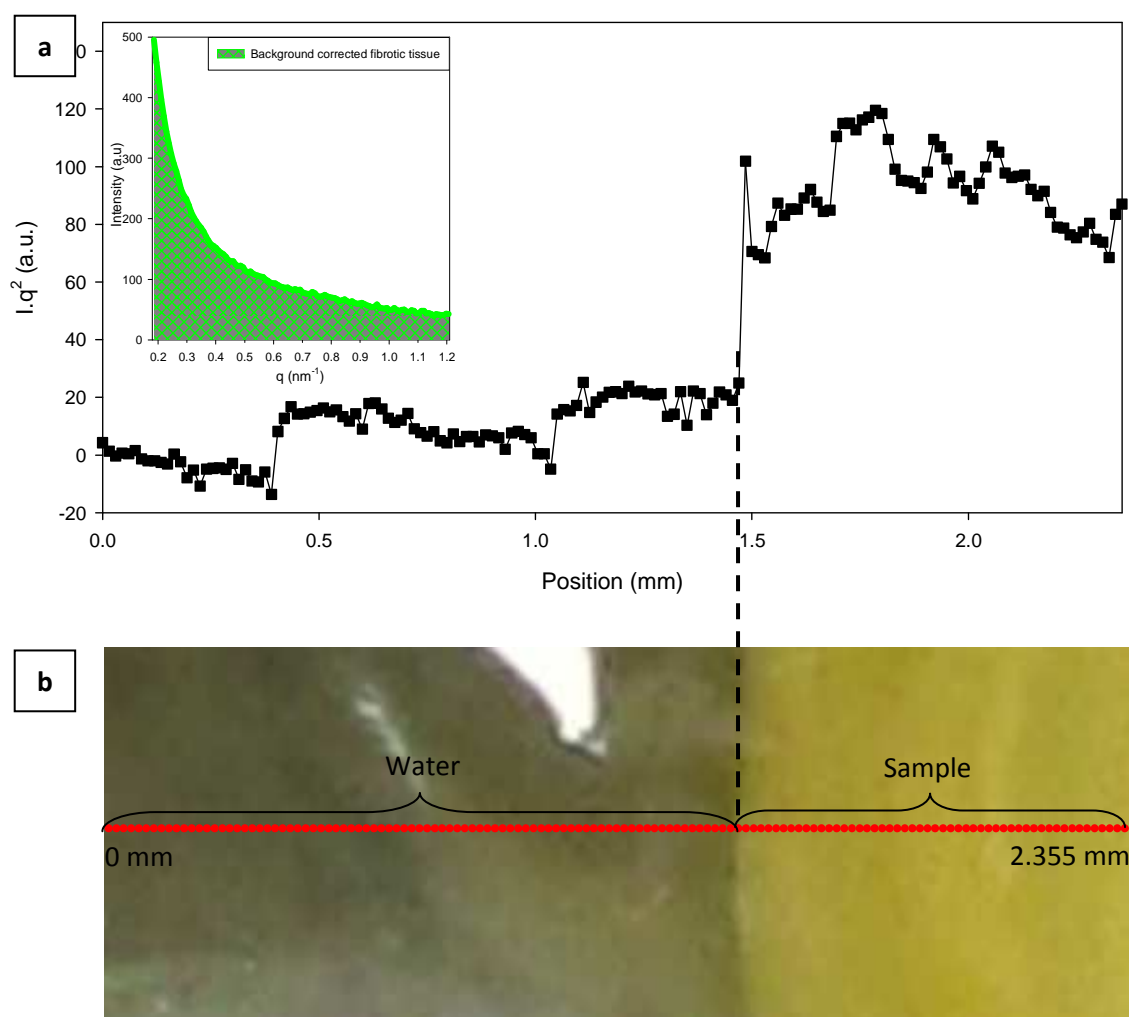 a
500
400
300
200
100
0
Intensity (a.u)
0.2 0.3 0.4 0.5 0.6 0.7 0.8 0.9 1.0 1.1 1.2
q (nm⁻¹)
Background corrected fibrotic tissue
I.q² (a.u.)
0
120
100
80
60
40
20
0
-20
0.0 0.5 1.0 1.5 2.0
Position (mm)
b
Water
Sample
0 mm
2.355 mm